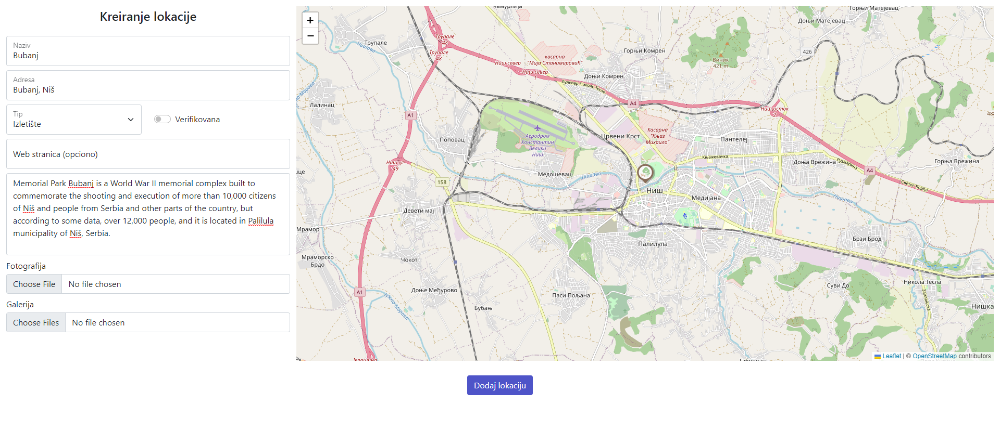 Kreiranje lokacije
Naziv
Bubanj
Adresa
Bubanj, Niš
Tip
Izletište
Verifikovana
Web stranica (opciono)
Memorial Park Bubanj is a World War II memorial complex built to
commemorate the shooting and execution of more than 10,000 citizens
of Niš and people from Serbia and other parts of the country, but
according to some data, over 12,000 people, and it is located in Palilula
municipality of Niš, Serbia.
Fotografija
Choose File No file chosen
Galerija
Choose Files No file chosen
+
−
Горњи Матејевац
Доњи Матејевац
Трупале
Нишава
Трупале
48
Трупале
48
касарна
"Мија Станимировић"
Ниш север
1
Ниш север
1
Горњи Комрен
Виник
421 m
426
Доњи Комрен
Булевар Николе Тесле
Лалинац
A1
A4
Ниш исток
2
Касарна
"Књаз
Михаило"
Аеродром
Константин
Велики
Ниш
Поповац
Црвени Крст
Пантелеј
Књажевачка
Ниш југ
49
Медошевац
Нишава
Доња Врежина
Рузмарина
Горња Врежина
A4
158
Светог Ђорђа
Ниш
Медијана
Нишава
Девети мај
Мрамор
Палилула
Брзи Брод
Мраморско
Брдо
Чокот
A1
Доње Међурово
Јужна Морава
Паси Пољана
Бубањ
Суви До
Никола Тесла
Заплањска
Нишка
Leaflet | © OpenStreetMap contributors
Dodaj lokaciju